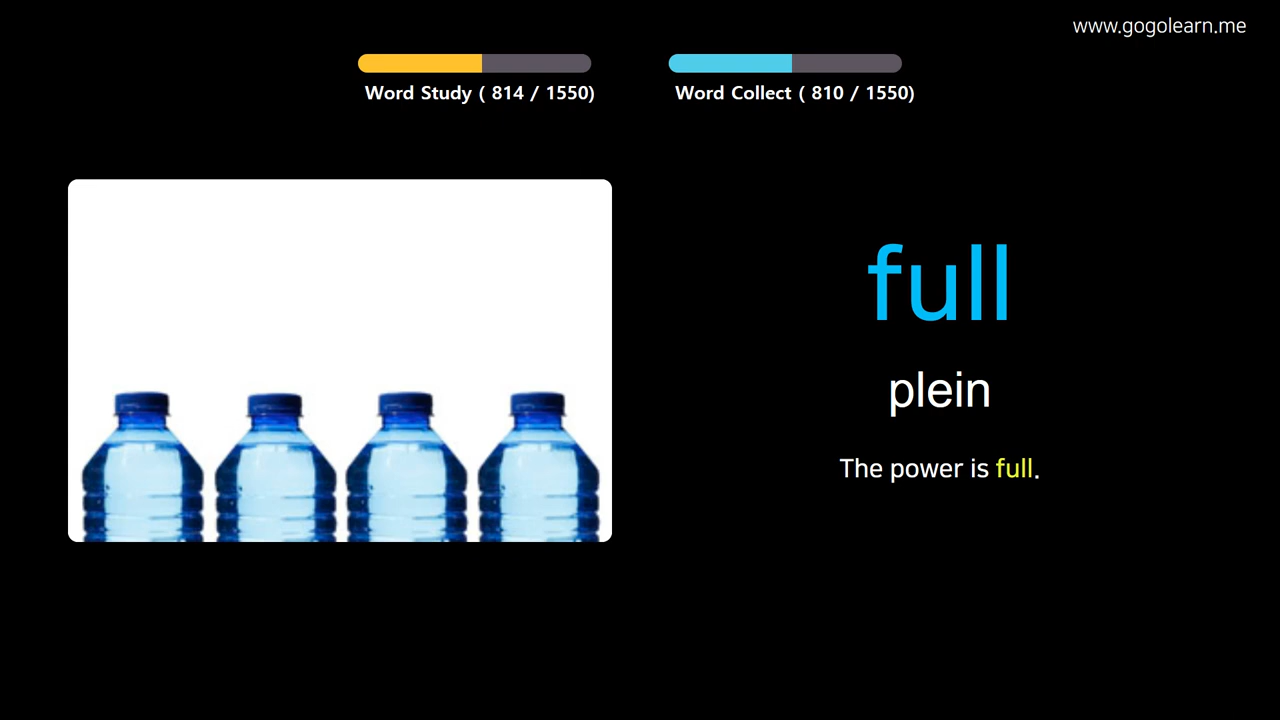 www.gogolearn.me
Word Study ( 814 / 1550)
Word Collect ( 810 / 1550)
full
plein
The power is full.